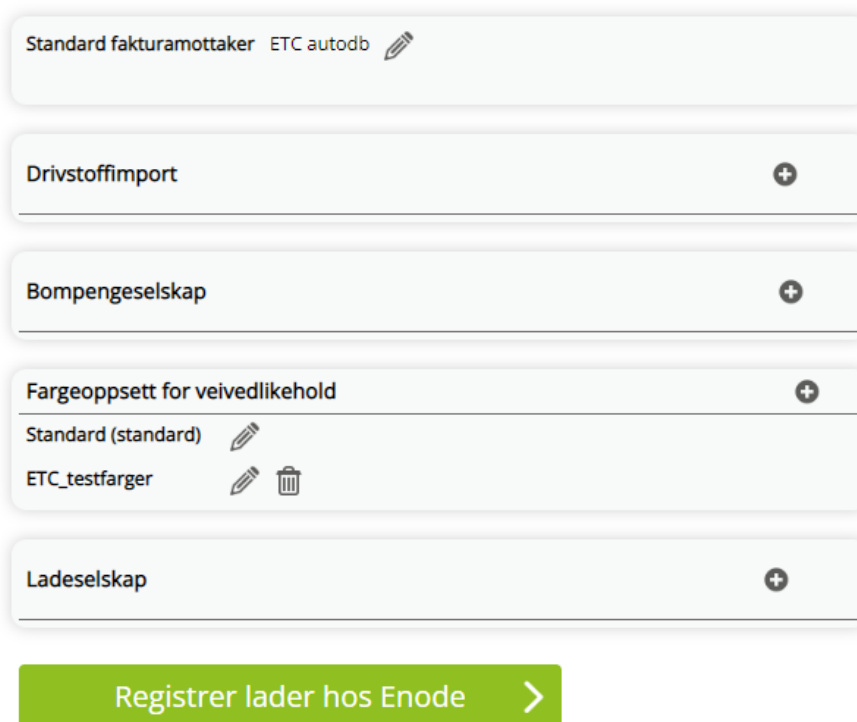 Standard fakturamottaker ETC autodb
Drivstoffimport
Bompengeselskap
Fargeoppsett for veivedlikehold
Standard (standard)
ETC_testfarger
Ladeselskap
Registrer lader hos Enode